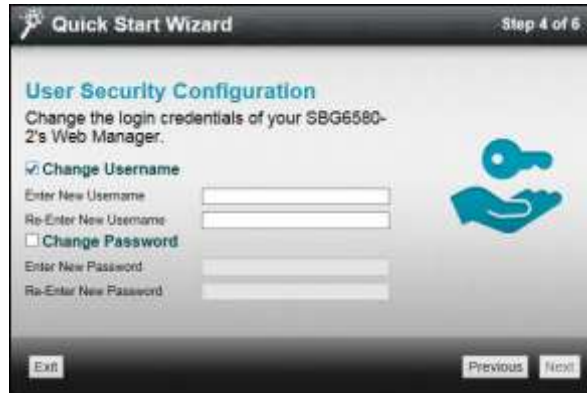 Quick Start Wizard
Step 4 of 6
User Security Configuration
Change the login credentials of your SBG6580-
2's Web Manager.
Change Username
Enter New Username
Re-Enter New Username
Change Password
Enter New Password
Re-Enter New Password
Exit
Previous
Next